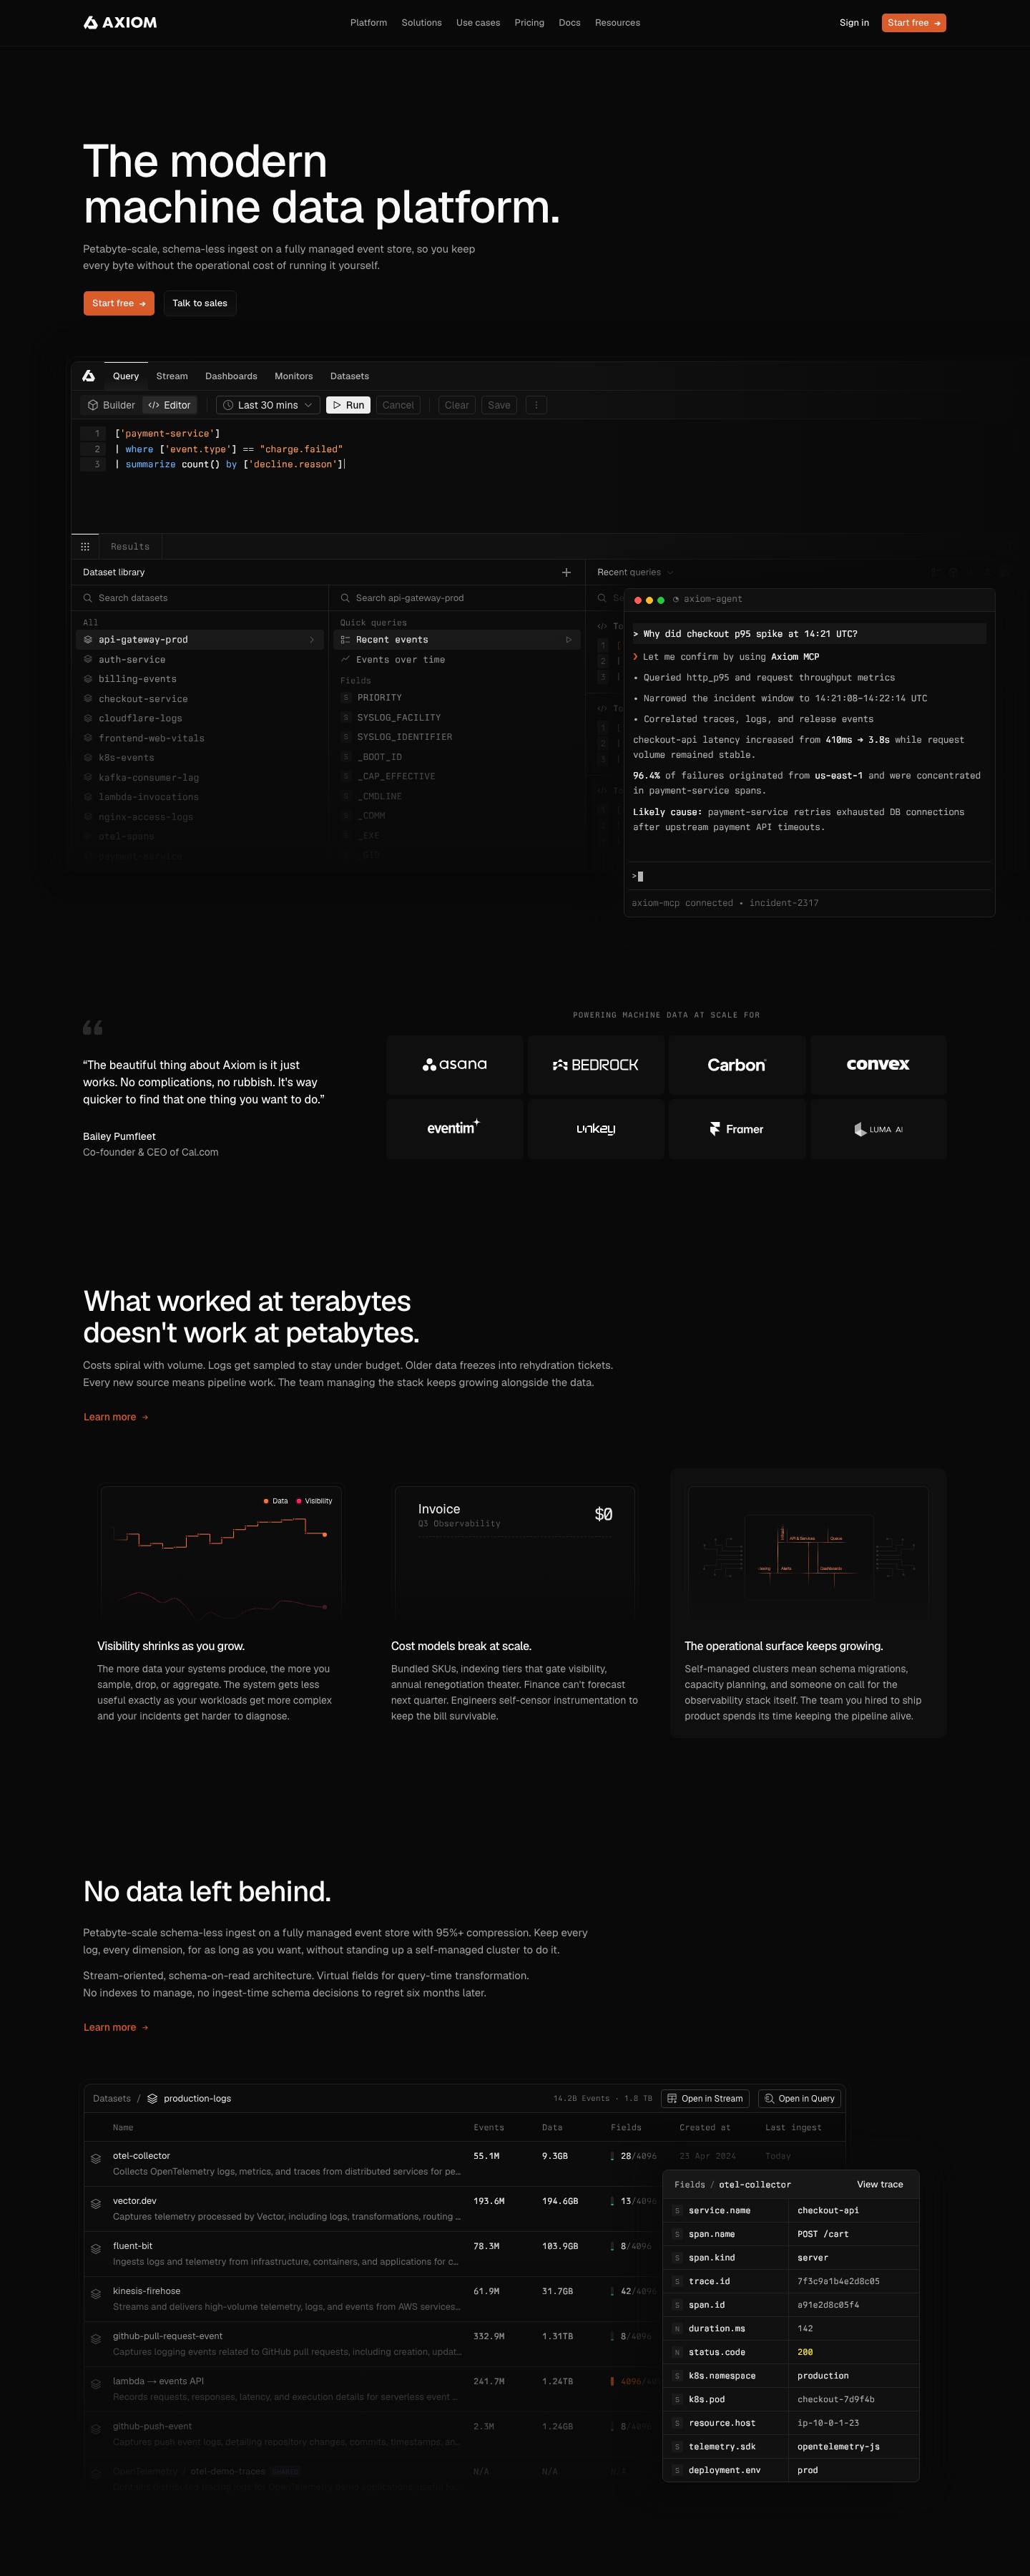 AXIOM
Platform Solutions Use cases Pricing Docs Resources
Sign in
Start free →
The modern
machine data platform.
Petabyte-scale, schema-less ingest on a fully managed event store, so you keep
every byte without the operational cost of running it yourself.
Start free →
Talk to sales
Query Stream Dashboards Monitors Datasets
Builder </> Editor Last 30 mins Run Cancel Clear Save
1 ['payment-service']
2 | where ['event.type'] == "charge.failed"
3 | summarize count() by ['decline.reason']
Results
Dataset library
Search datasets
All
api-gateway-prod
auth-service
billing-events
checkout-service
cloudflare-logs
frontend-web-vitals
k8s-events
kafka-consumer-lag
lambda-invocations
nginx-access-logs
otel-spans
payment-service
Search api-gateway-prod
Quick queries
Recent events
Events over time
Fields
S PRIORITY
S SYSLOG_FACILITY
S SYSLOG_IDENTIFIER
S _BOOT_ID
S _CAP_EFFECTIVE
S _CMDLINE
S _COMM
S _EXE
Recent queries
axiom-agent
> Why did checkout p95 spike at 14:21 UTC?
❯ Let me confirm by using Axiom MCP
• Queried http_p95 and request throughput metrics
• Narrowed the incident window to 14:21:08–14:22:14 UTC
• Correlated traces, logs, and release events
checkout-api latency increased from 410ms → 3.8s while request
volume remained stable.
96.4% of failures originated from us-east-1 and were concentrated
in payment-service spans.
Likely cause: payment-service retries exhausted DB connections
after upstream payment API timeouts.
>
axiom-mcp connected • incident-2317
“The beautiful thing about Axiom is it just
works. No complications, no rubbish. It's way
quicker to find that one thing you want to do.”
Bailey Pumfleet
Co-founder & CEO of Cal.com
POWERING MACHINE DATA AT SCALE FOR
asana
BEDROCK
Carbon
convex
eventim
unkey
Framer
LUMA AI
What worked at terabytes
doesn't work at petabytes.
Costs spiral with volume. Logs get sampled to stay under budget. Older data freezes into rehydration tickets.
Every new source means pipeline work. The team managing the stack keeps growing alongside the data.
Learn more →
Data Visibility
Visibility shrinks as you grow.
The more data your systems produce, the more you
sample, drop, or aggregate. The system gets less
useful exactly as your workloads get more complex
and your incidents get harder to diagnose.
Invoice
Q3 Observability
$0
Cost models break at scale.
Bundled SKUs, indexing tiers that gate visibility,
annual renegotiation theater. Finance can't forecast
next quarter. Engineers self-censor instrumentation to
keep the bill survivable.
API & Services Queue
Alerts Dashboards
The operational surface keeps growing.
Self-managed clusters mean schema migrations,
capacity planning, and someone on call for the
observability stack itself. The team you hired to ship
product spends its time keeping the pipeline alive.
No data left behind.
Petabyte-scale schema-less ingest on a fully managed event store with 95%+ compression. Keep every
log, every dimension, for as long as you want, without standing up a self-managed cluster to do it.
Stream-oriented, schema-on-read architecture. Virtual fields for query-time transformation.
No indexes to manage, no ingest-time schema decisions to regret six months later.
Learn more →
Datasets / production-logs
14.2B Events · 1.8 TB
Open in Stream
Open in Query
Name Events Data Fields Created at Last ingest
otel-collector 55.1M 9.3GB 28/4096 23 Apr 2024 Today
Collects OpenTelemetry logs, metrics, and traces from distributed services for pe...
vector.dev 193.6M 194.6GB 13/4096
Captures telemetry processed by Vector, including logs, transformations, routing ...
fluent-bit 78.3M 103.9GB 8/4096
Ingests logs and telemetry from infrastructure, containers, and applications for c...
kinesis-firehose 61.9M 31.7GB 42/4096
Streams and delivers high-volume telemetry, logs, and events from AWS services...
github-pull-request-event 332.9M 1.31TB 8/4096
Captures logging events related to GitHub pull requests, including creation, updat...
lambda → events API 241.7M 1.24TB 4096
Records requests, responses, latency, and execution details for serverless event ...
github-push-event 2.3M 1.24GB 8
Captures push event logs, detailing repository changes, commits, timestamps, an...
OpenTelemetry / otel-demo-traces N/A N/A
Fields / otel-collector
View trace
S service.name checkout-api
S span.name POST /cart
S span.kind server
S trace.id 7f3c9a1b4e2d8c05
S span.id a91e2d8c05f4
N duration.ms 142
N status.code 200
S k8s.namespace production
S k8s.pod checkout-7d9f4b
S resource.host ip-10-0-1-23
S telemetry.sdk opentelemetry-js
S deployment.env prod